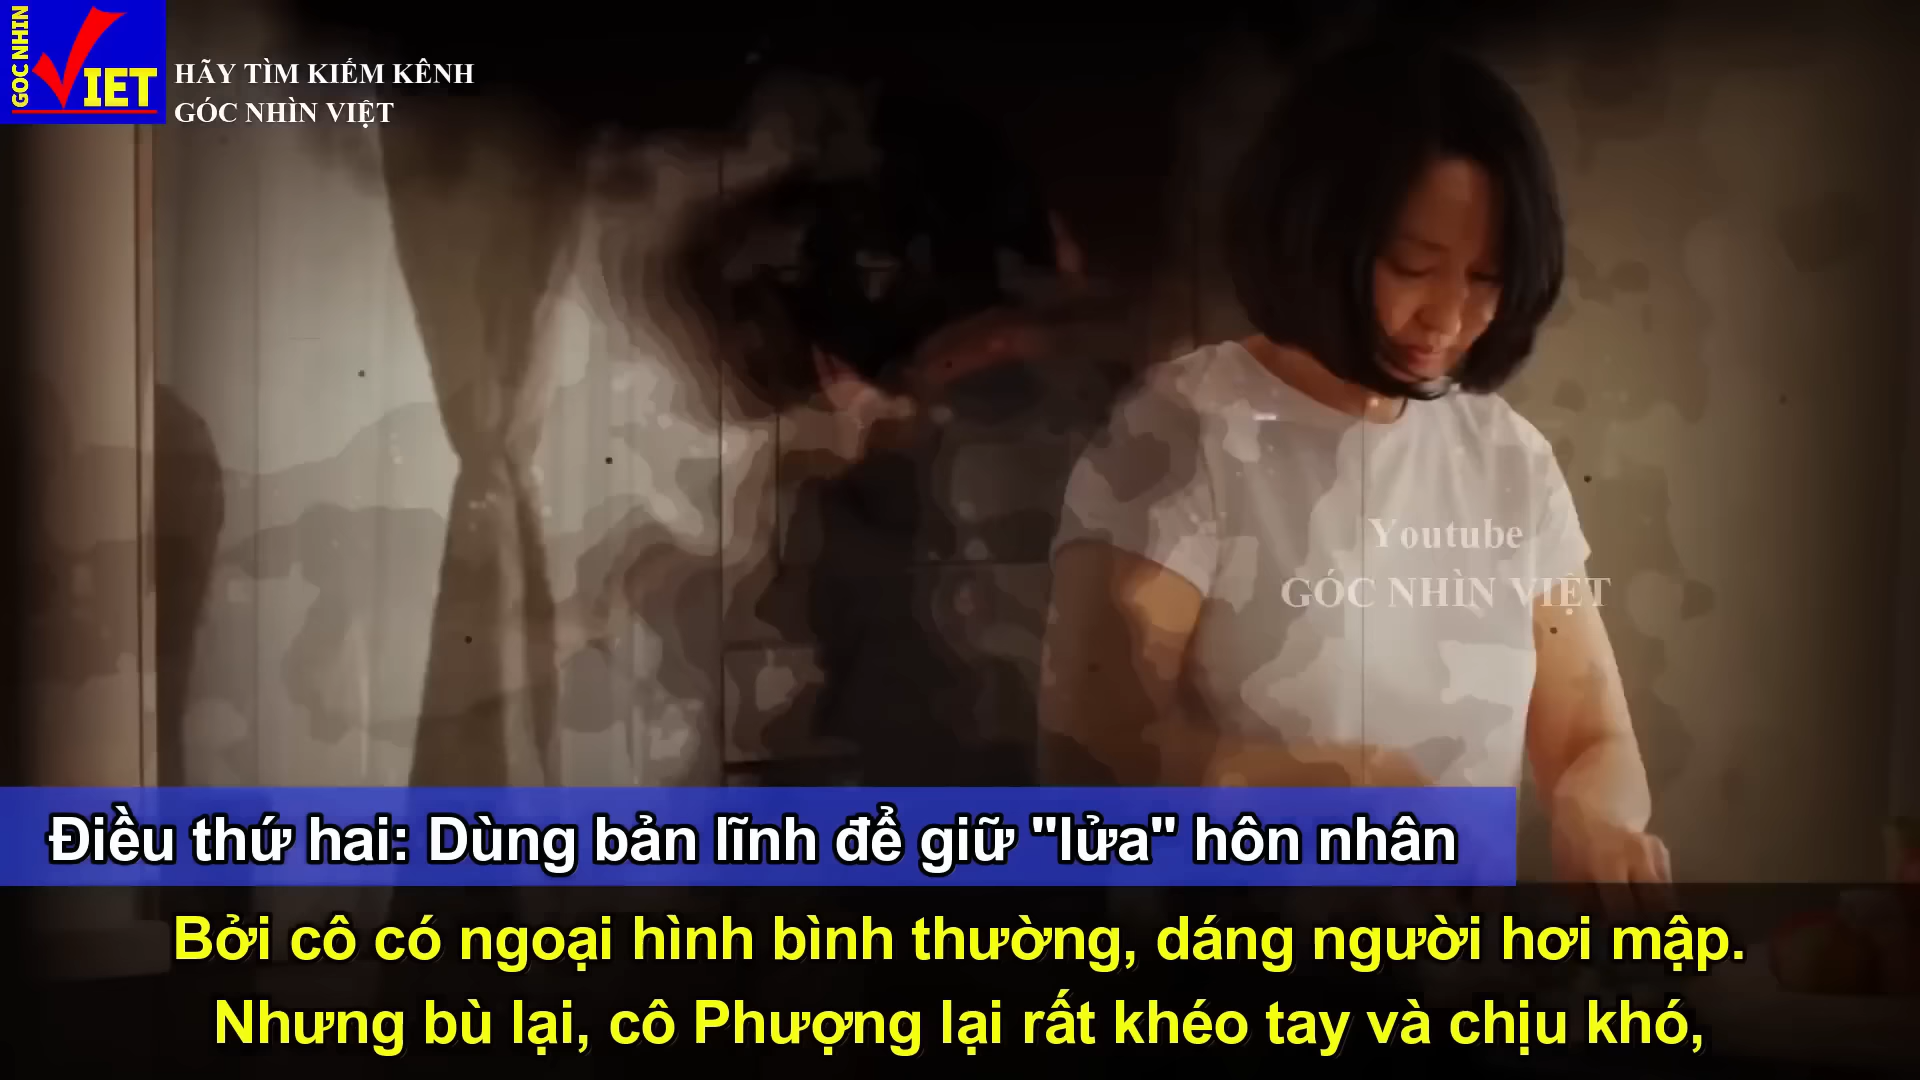 GOC NHIN
VIET
HÃY TÌM KIẾM KÊNH
GÓC NHÌN VIỆT
Youtube
GÓC NHÌN VIỆT
Điều thứ hai: Dùng bản lĩnh để giữ "lửa" hôn nhân
Bởi cô có ngoại hình bình thường, dáng người hơi mập.
Nhưng bù lại, cô Phượng lại rất khéo tay và chịu khó,